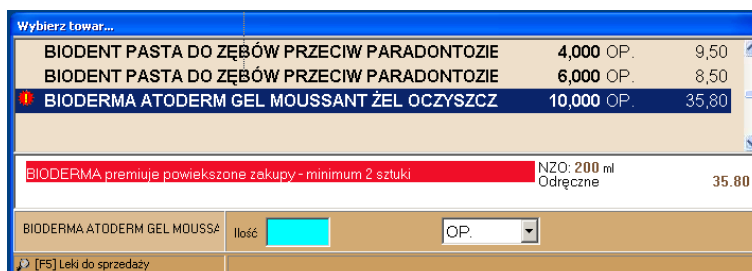 Wybierz towar...
BIODENT PASTA DO ZĘBÓW PRZECIW PARADONTOZIE 4,000 OP. 9,50
BIODENT PASTA DO ZĘBÓW PRZECIW PARADONTOZIE 6,000 OP. 8,50
BIODERMA ATODERM GEL MOUSSANT ŻEL OCZYSZCZ 10,000 OP. 35,80
BIODERMA premiuje powiekszone zakupy - minimum 2 sztuki NZO: 200 ml
Odręczne 35.80
BIODERMA ATODERM GEL MOUSSA Ilość OP.
[F5] Leki do sprzedaży